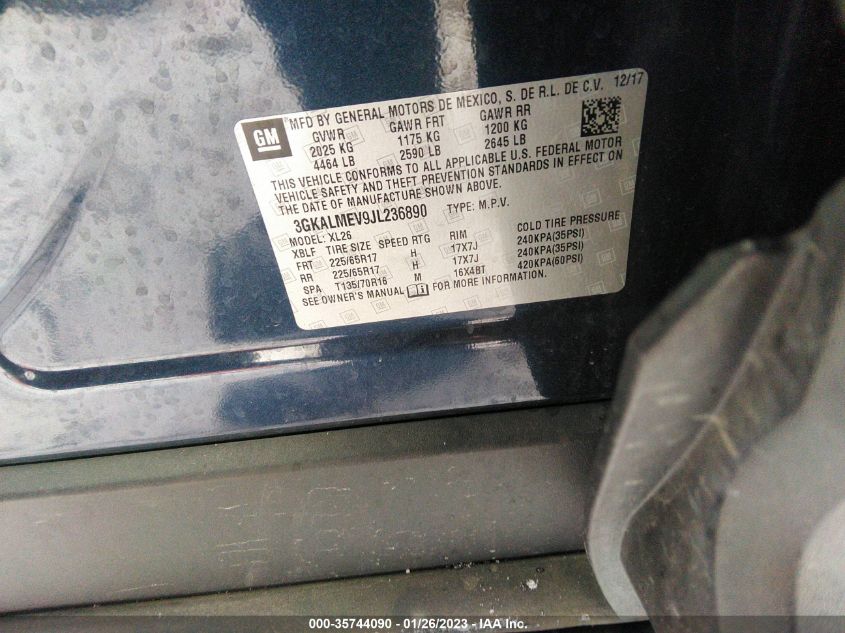 MFD BY GENERAL MOTORS DE MEXICO, S. DE R.L. DE C.V. 12/17
GM
GVWR GAWR FRT GAWR RR
2025 KG 1175 KG 1200 KG
4464 LB 2590 LB 2645 LB
THIS VEHICLE CONFORMS TO ALL APPLICABLE U.S. FEDERAL MOTOR
VEHICLE SAFETY AND THEFT PREVENTION STANDARDS IN EFFECT ON
THE DATE OF MANUFACTURE SHOWN ABOVE.
3GKALMEV9JL236890 TYPE: M.P.V.
MODEL: XL26
XBLF TIRE SIZE SPEED RTG RIM COLD TIRE PRESSURE
FRT 225/65R17 H 17X7J 240KPA(35PSI)
RR 225/65R17 H 17X7J 240KPA(35PSI)
SPA T135/70R16 M 16X4BT 420KPA(60PSI)
SEE OWNER'S MANUAL FOR MORE INFORMATION.
000-35744090 - 01/26/2023 - IAA Inc.